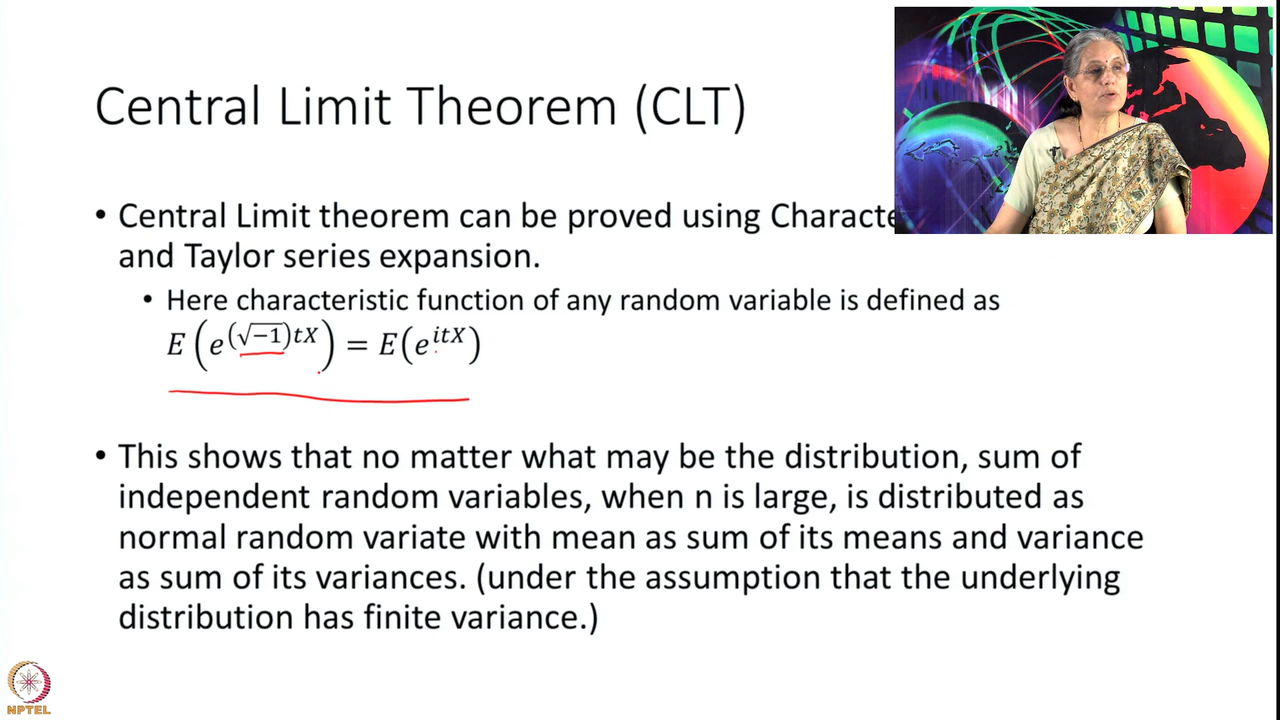 Central Limit Theorem (CLT)
• Central Limit theorem can be proved using
and Taylor series expansion.
• Here characteristic function of any random variable is defined as
E(e^{(√−1)tX}) = E(e^{itX})
• This shows that no matter what may be the distribution, sum of
independent random variables, when n is large, is distributed as
normal random variate with mean as sum of its means and variance
as sum of its variances. (under the assumption that the underlying
distribution has finite variance.)
NPTEL